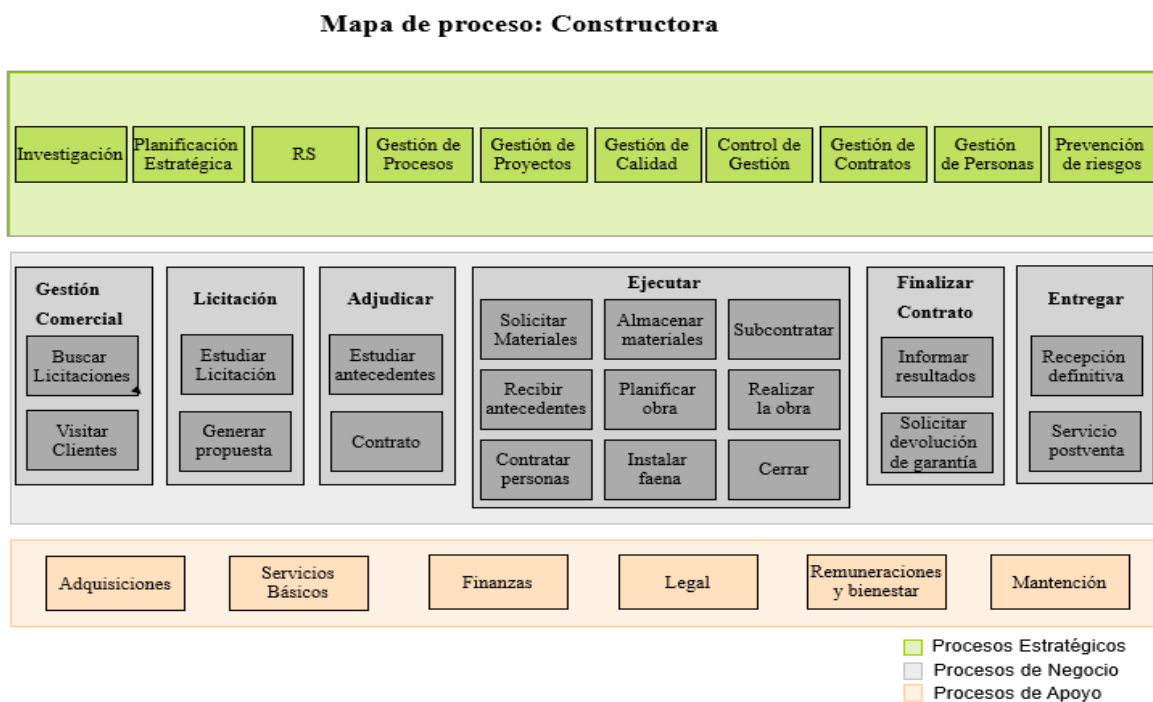 Mapa de proceso: Constructora
Investigación
Planificación
Estratégica
RS
Gestión de
Procesos
Gestión de
Proyectos
Gestión de
Calidad
Control de
Gestión
Gestión de
Contratos
Gestión
de Personas
Prevención
de riesgos
Gestión
Comercial
Buscar
Licitaciones
Visitar
Clientes
Licitación
Estudiar
Licitación
Generar
propuesta
Adjudicar
Estudiar
antecedentes
Contrato
Ejecutar
Solicitar
Materiales
Almacenar
materiales
Subcontratar
Recibir
antecedentes
Planificar
obra
Realizar
la obra
Contratar
personas
Instalar
faena
Cerrar
Finalizar
Contrato
Informar
resultados
Solicitar
devolución
de garantía
Entregar
Recepción
definitiva
Servicio
postventa
Adquisiciones
Servicios
Básicos
Finanzas
Legal
Remuneraciones
y bienestar
Mantención
Procesos Estratégicos
Procesos de Negocio
Procesos de Apoyo